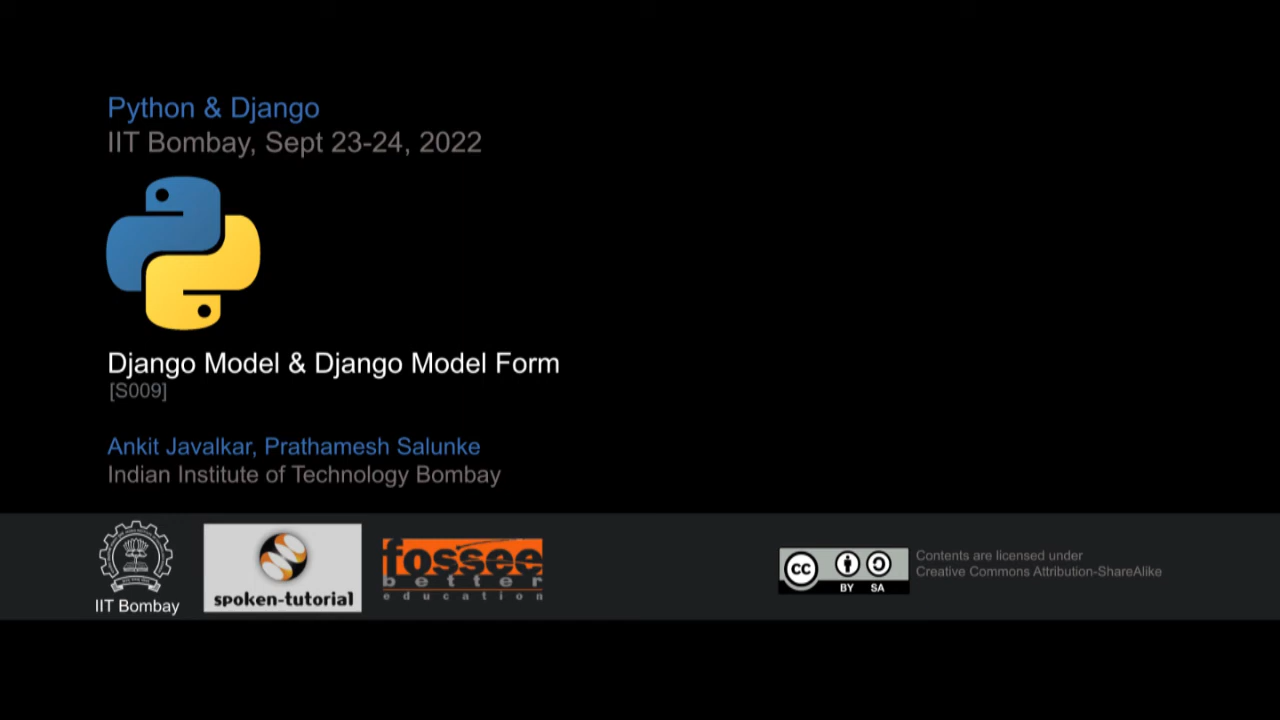 Python & Django
IIT Bombay, Sept 23-24, 2022
Django Model & Django Model Form
[S009]
Ankit Javalkar, Prathamesh Salunke
Indian Institute of Technology Bombay
IIT Bombay
spoken-tutorial
fossee
better
education
cc
BY SA
Contents are licensed under
Creative Commons Attribution-ShareAlike